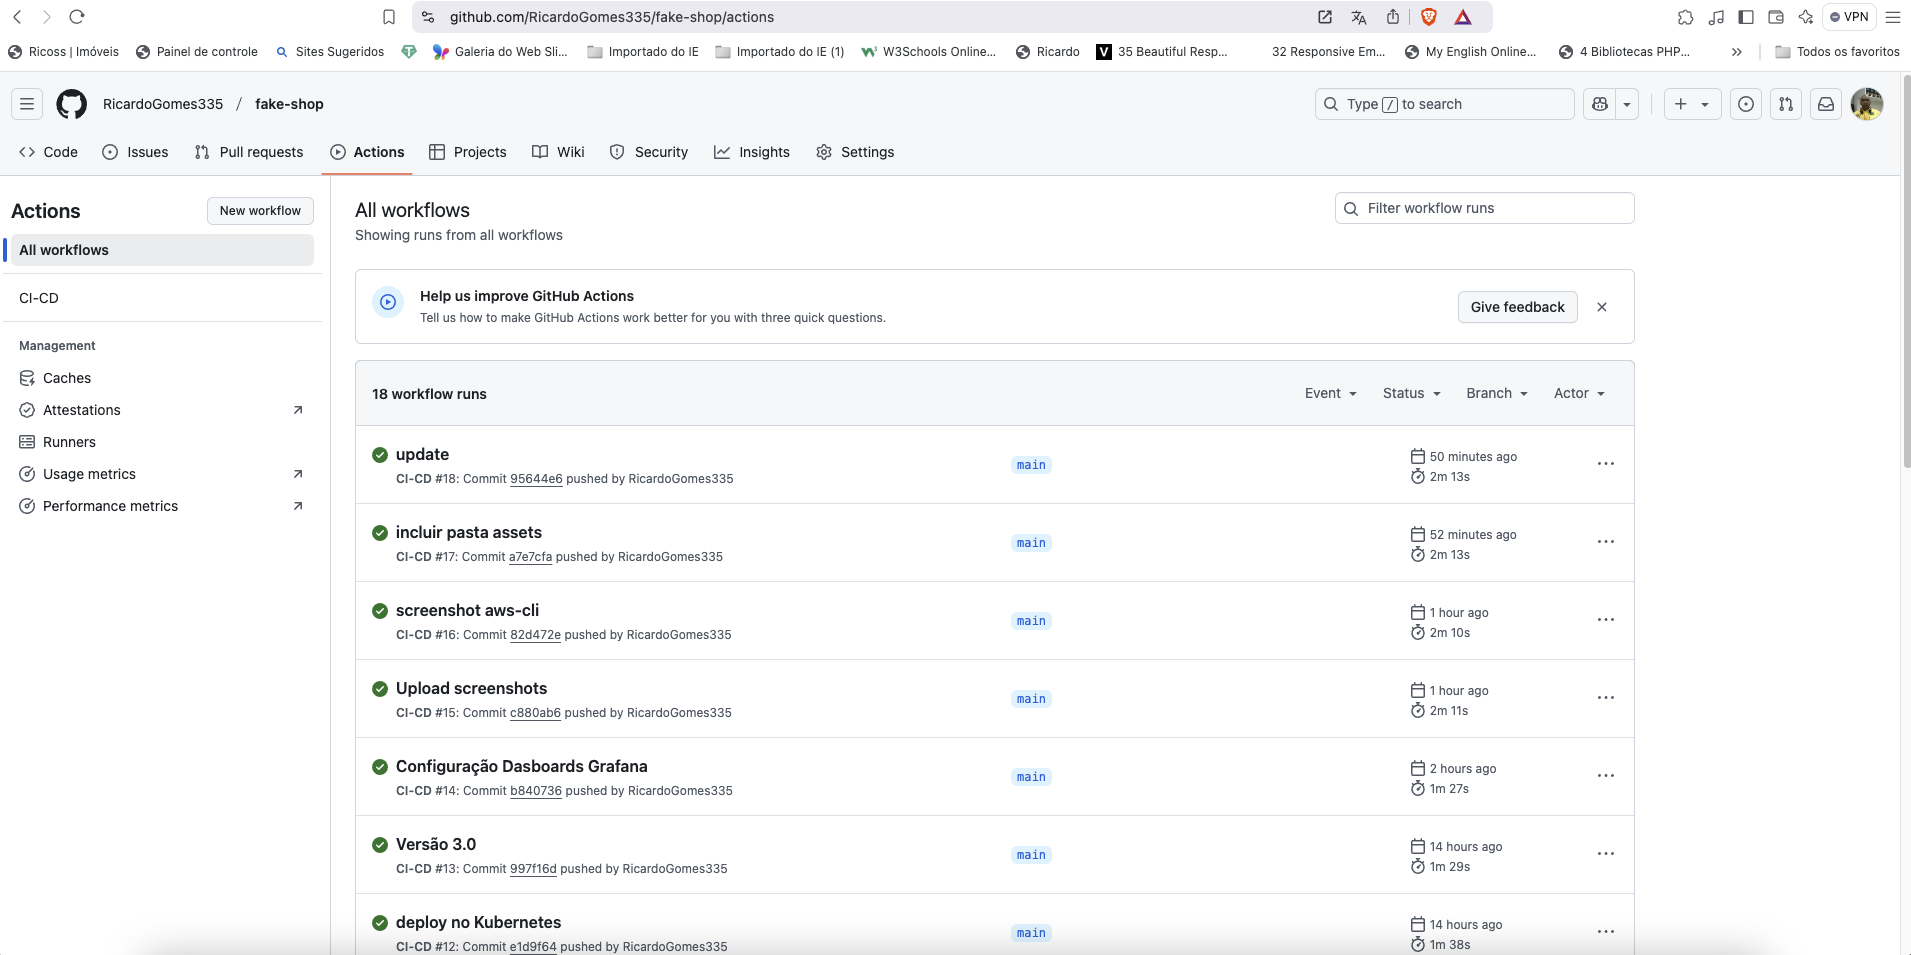 github.com/RicardoGomes335/fake-shop/actions
VPN
Ricoss | Imóveis
Painel de controle
Sites Sugeridos
Galeria do Web Sli...
Importado do IE
Importado do IE (1)
W3Schools Online...
Ricardo
V 35 Beautiful Resp...
32 Responsive Em...
My English Online...
4 Bibliotecas PHP...
Todos os favoritos
RicardoGomes335 / fake-shop
Type / to search
Code
Issues
Pull requests
Actions
Projects
Wiki
Security
Insights
Settings
Actions
New workflow
All workflows
CI-CD
Management
Caches
Attestations
Runners
Usage metrics
Performance metrics
All workflows
Showing runs from all workflows
Filter workflow runs
Help us improve GitHub Actions
Tell us how to make GitHub Actions work better for you with three quick questions.
Give feedback
18 workflow runs
Event
Status
Branch
Actor
update
CI-CD #18: Commit 95644e6 pushed by RicardoGomes335
main
50 minutes ago
2m 13s
incluir pasta assets
CI-CD #17: Commit a7e7cfa pushed by RicardoGomes335
main
52 minutes ago
2m 13s
screenshot aws-cli
CI-CD #16: Commit 82d472e pushed by RicardoGomes335
main
1 hour ago
2m 10s
Upload screenshots
CI-CD #15: Commit c880ab6 pushed by RicardoGomes335
main
1 hour ago
2m 11s
Configuração Dasboards Grafana
CI-CD #14: Commit b840736 pushed by RicardoGomes335
main
2 hours ago
1m 27s
Versão 3.0
CI-CD #13: Commit 997f16d pushed by RicardoGomes335
main
14 hours ago
1m 29s
deploy no Kubernetes
CI-CD #12: Commit e1d9f64 pushed by RicardoGomes335
main
14 hours ago
1m 38s